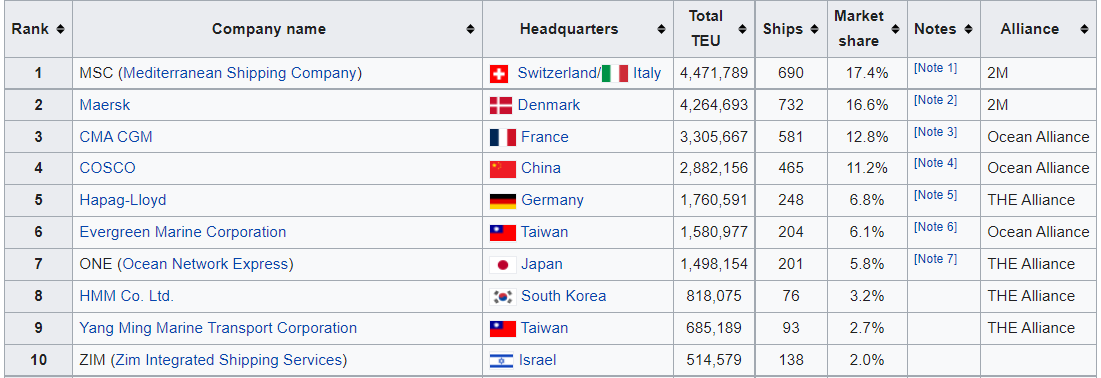 Rank Company name Headquarters Total TEU Ships Market share Notes Alliance
1 MSC (Mediterranean Shipping Company) Switzerland/ Italy 4,471,789 690 17.4% [Note 1] 2M
2 Maersk Denmark 4,264,693 732 16.6% [Note 2] 2M
3 CMA CGM France 3,305,667 581 12.8% [Note 3] Ocean Alliance
4 COSCO China 2,882,156 465 11.2% [Note 4] Ocean Alliance
5 Hapag-Lloyd Germany 1,760,591 248 6.8% [Note 5] THE Alliance
6 Evergreen Marine Corporation Taiwan 1,580,977 204 6.1% [Note 6] Ocean Alliance
7 ONE (Ocean Network Express) Japan 1,498,154 201 5.8% [Note 7] THE Alliance
8 HMM Co. Ltd. South Korea 818,075 76 3.2% THE Alliance
9 Yang Ming Marine Transport Corporation Taiwan 685,189 93 2.7% THE Alliance
10 ZIM (Zim Integrated Shipping Services) Israel 514,579 138 2.0%